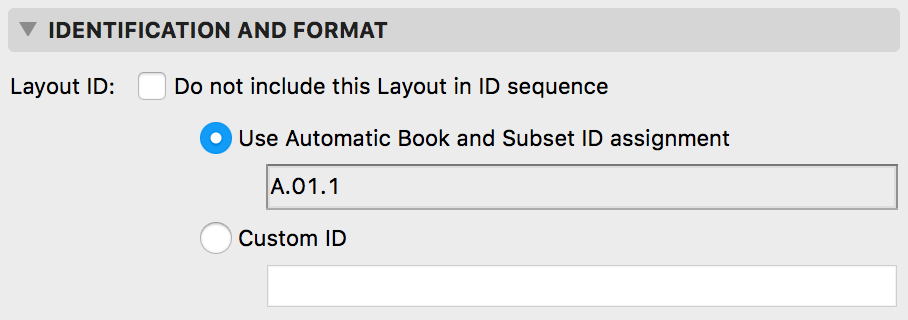 IDENTIFICATION AND FORMAT
Layout ID: Do not include this Layout in ID sequence
Use Automatic Book and Subset ID assignment
A.01.1
Custom ID